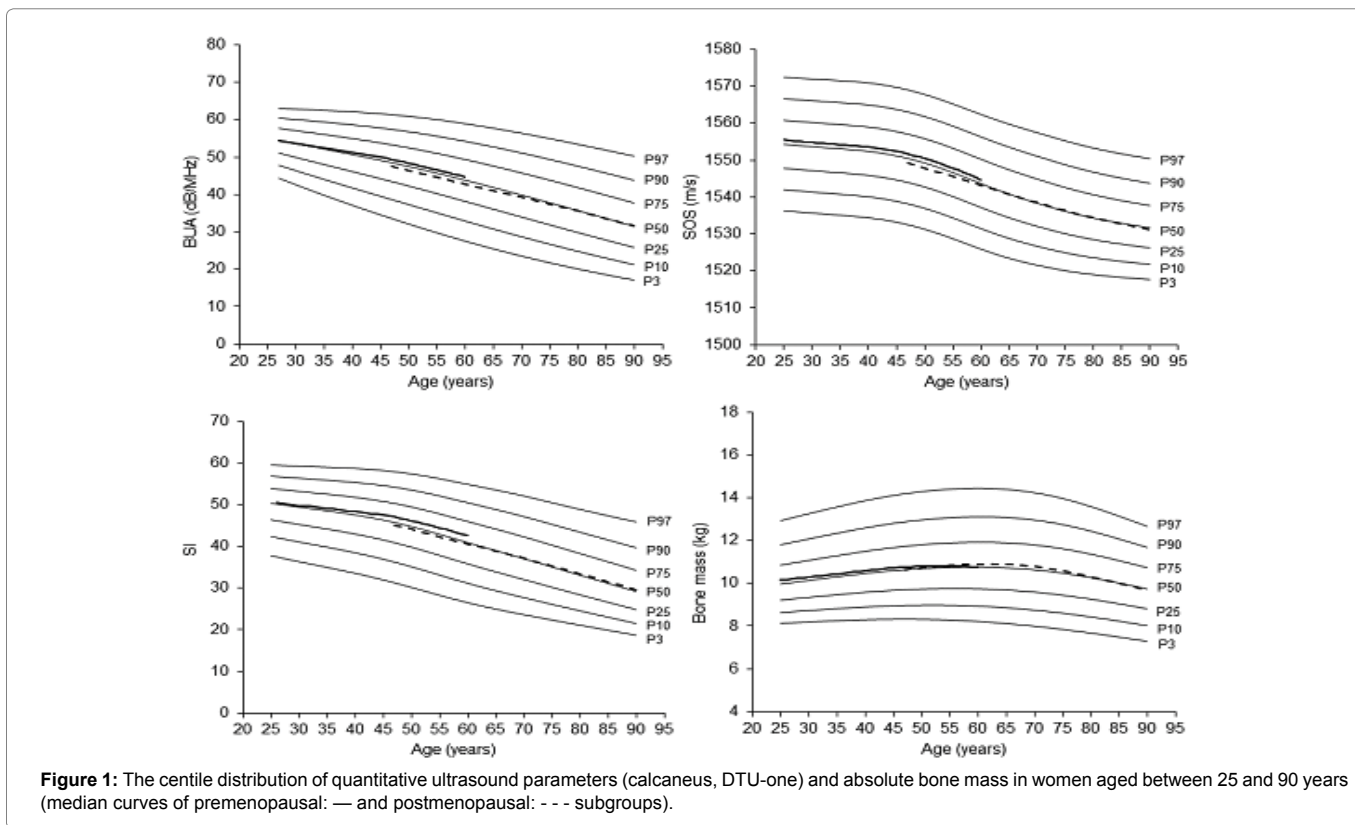 80
70
60
50
40
30
20
10
0
BUA (dB/MHz)
P97
P90
P75
P50
P25
P10
P3
20 25 30 35 40 45 50 55 60 65 70 75 80 85 90 95
Age (years)
1580
1570
1560
1550
1540
1530
1520
1510
1500
SOS (m/s)
P97
P90
P75
P50
P25
P10
P3
20 25 30 35 40 45 50 55 60 65 70 75 80 85 90 95
Age (years)
70
60
50
40
30
20
10
0
SI
P97
P90
P75
P50
P25
P10
P3
20 25 30 35 40 45 50 55 60 65 70 75 80 85 90 95
Age (years)
18
16
14
12
10
8
6
4
Bone mass (kg)
P97
P90
P75
P50
P25
P10
P3
20 25 30 35 40 45 50 55 60 65 70 75 80 85 90 95
Age (years)
Figure 1: The centile distribution of quantitative ultrasound parameters (calcaneus, DTU-one) and absolute bone mass in women aged between 25 and 90 years
(median curves of premenopausal: — and postmenopausal: - - - subgroups).